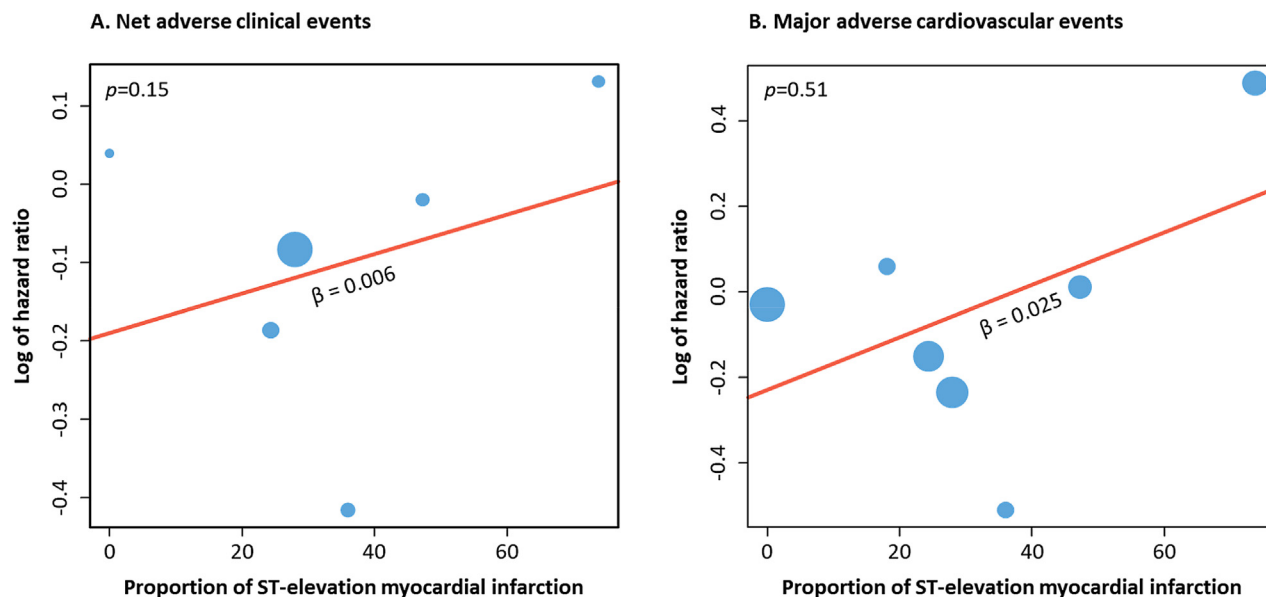 A. Net adverse clinical events
p=0.15
0.1
0.0
-0.1
-0.2
-0.3
-0.4
Log of hazard ratio
β = 0.006
0 20 40 60
Proportion of ST-elevation myocardial infarction
B. Major adverse cardiovascular events
p=0.51
0.4
0.2
0.0
-0.2
-0.4
Log of hazard ratio
β = 0.025
0 20 40 60
Proportion of ST-elevation myocardial infarction